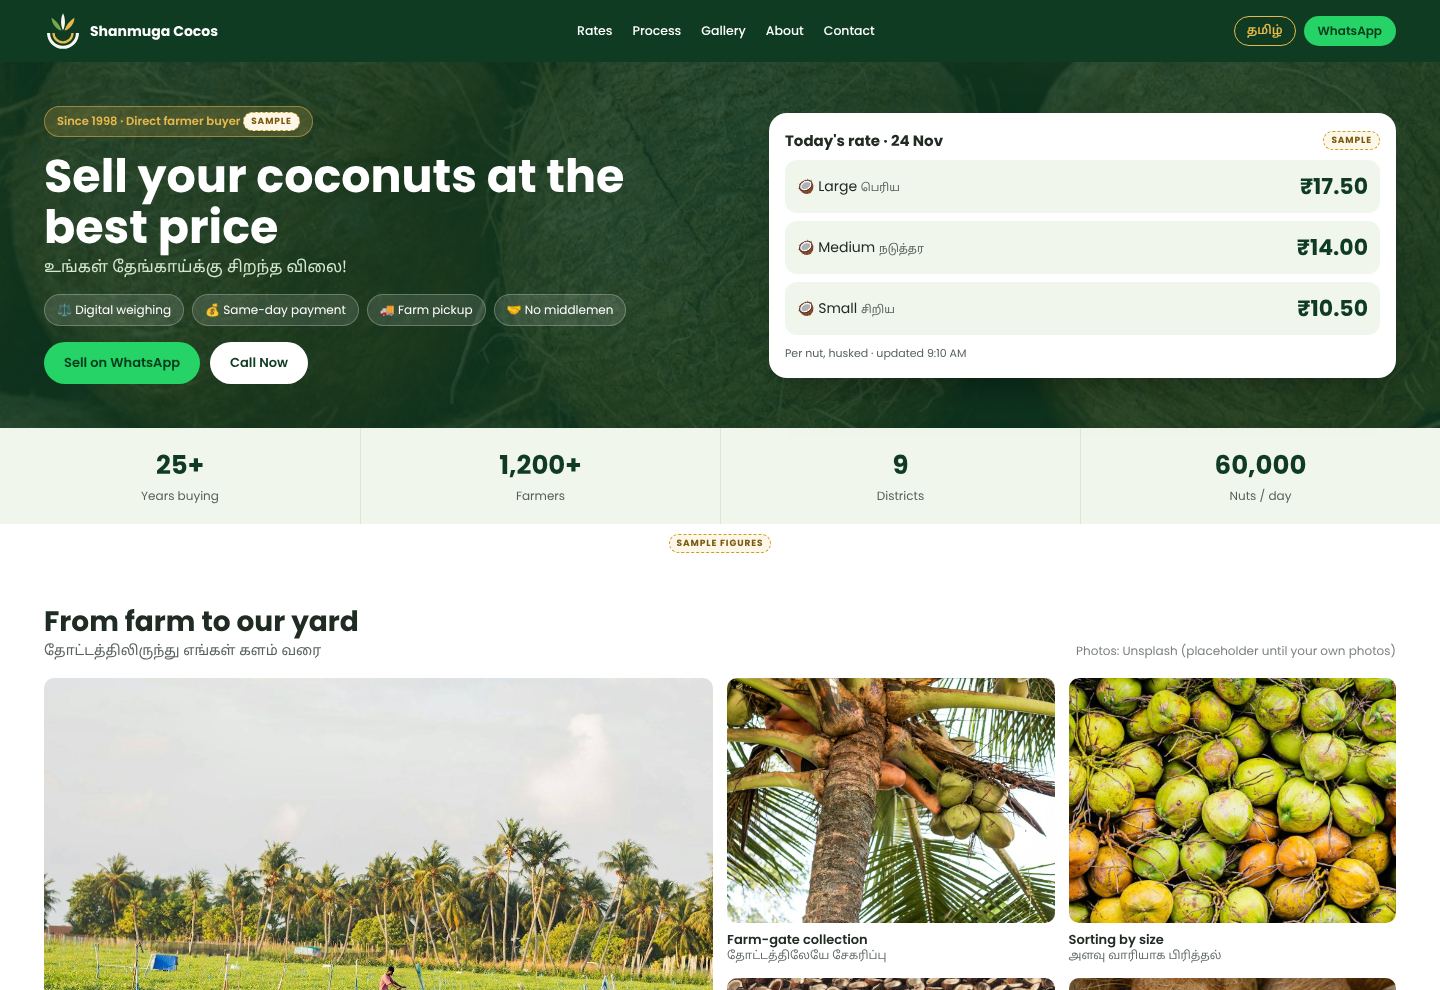 Shanmuga Cocos
Rates Process Gallery About Contact
தமிழ் WhatsApp
Since 1998 · Direct farmer buyer SAMPLE
Sell your coconuts at the
best price
உங்கள் தேங்காய்க்கு சிறந்த விலை!
Digital weighing Same-day payment Farm pickup No middlemen
Sell on WhatsApp Call Now
Today's rate · 24 Nov SAMPLE
Large பெரிய ₹17.50
Medium நடுத்தர ₹14.00
Small சிறிய ₹10.50
Per nut, husked · updated 9:10 AM
25+
Years buying
1,200+
Farmers
9
Districts
60,000
Nuts / day
SAMPLE FIGURES
From farm to our yard
தோட்டத்திலிருந்து எங்கள் களம் வரை
Photos: Unsplash (placeholder until your own photos)
Farm-gate collection
தோட்டத்திலேயே சேகரிப்பு
Sorting by size
அளவு வாரியாக பிரித்தல்